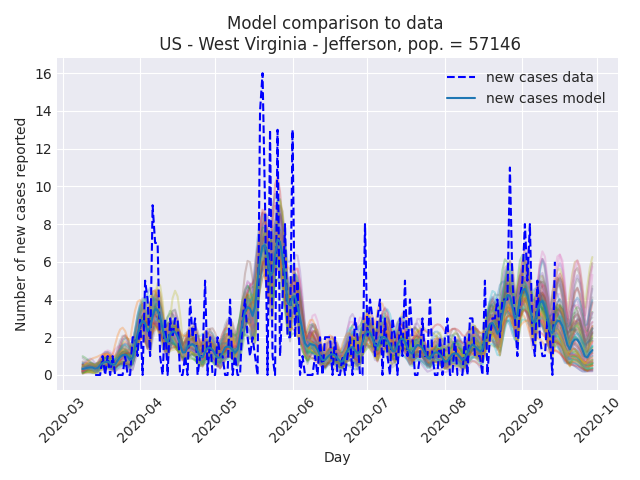 Model comparison to data
US - West Virginia - Jefferson, pop. = 57146
new cases data
new cases model
Number of new cases reported
16
14
12
10
8
6
4
2
0
2020-03
2020-04
2020-05
2020-06
2020-07
2020-08
2020-09
2020-10
Day